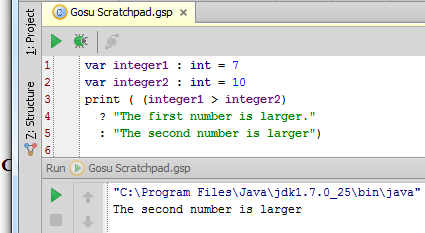 Gosu Scratchpad.gsp
1: Project
Z: Structure
1 var integer1 : int = 7
2 var integer2 : int = 10
3 print ( (integer1 > integer2)
4 ? "The first number is larger."
5 : "The second number is larger")
6
Run Gosu Scratchpad.gsp
"C:\Program Files\Java\jdk1.7.0_25\bin\java"
The second number is larger